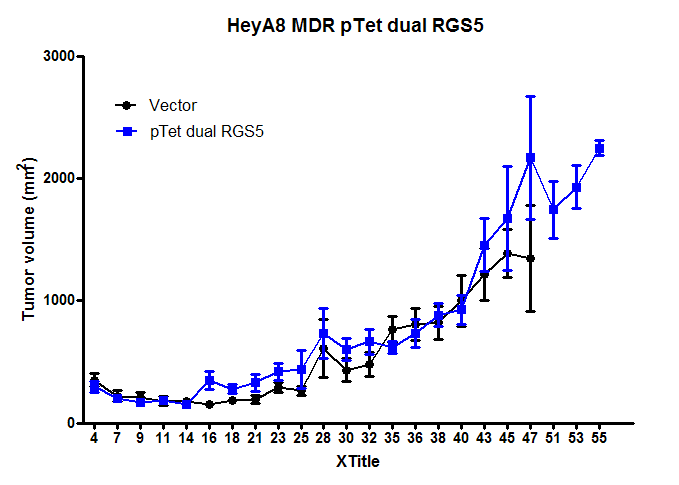 HeyA8 MDR pTet dual RGS5
3000
2000
1000
0
Tumor volume (mm²)
Vector
pTet dual RGS5
4 7 9 11 14 16 18 21 23 25 28 30 32 35 36 38 40 43 45 47 51 53 55
XTitle